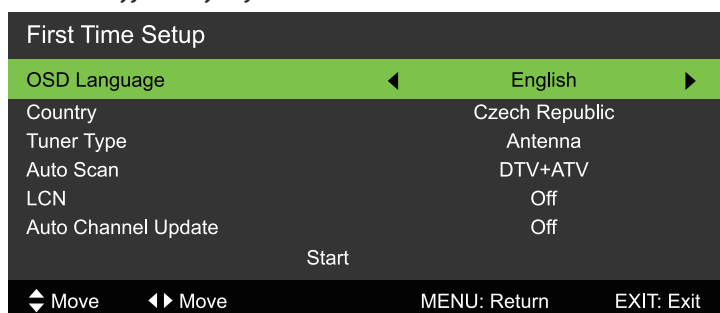 First Time Setup
OSD Language English
Country Czech Republic
Tuner Type Antenna
Auto Scan DTV+ATV
LCN Off
Auto Channel Update Off
Start
Move Move MENU: Return EXIT: Exit